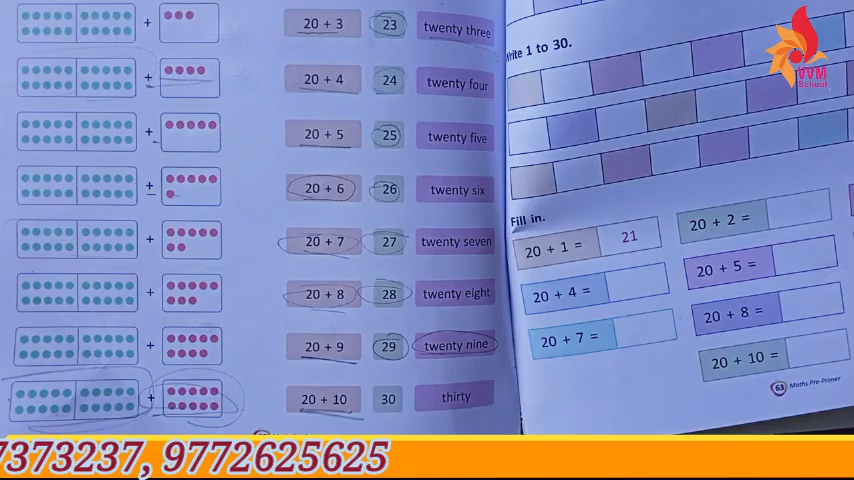 + 20 + 3 23 twenty three
+ 20 + 4 24 twenty four
+ 20 + 5 25 twenty five
+ 20 + 6 26 twenty six
+ 20 + 7 27 twenty seven
+ 20 + 8 28 twenty eight
+ 20 + 9 29 twenty nine
+ 20 + 10 30 thirty
Write 1 to 30.
Fill in.
20 + 1 = 21 20 + 2 =
20 + 4 = 20 + 5 =
20 + 7 = 20 + 8 =
20 + 10 =
63 Maths Pre-Primer
VVM
School
7373237, 9772625625